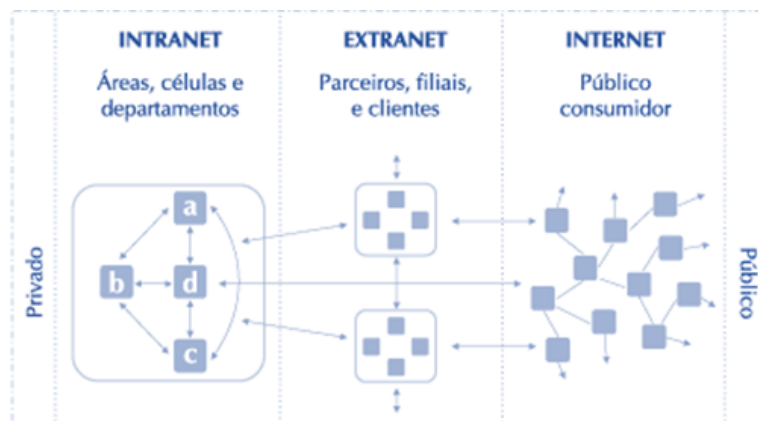 INTRANET
Áreas, células e
departamentos
EXTRANET
Parceiros, filiais,
e clientes
INTERNET
Público
consumidor
Privado
a
b
d
c
Público